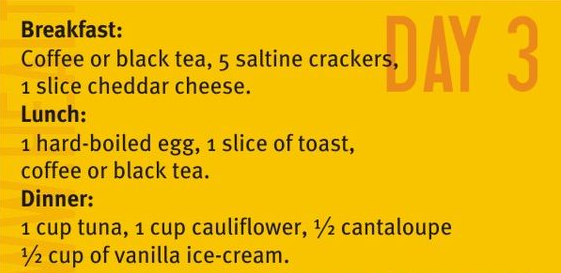 DAY 3
Breakfast:
Coffee or black tea, 5 saltine crackers,
1 slice cheddar cheese.
Lunch:
1 hard-boiled egg, 1 slice of toast,
coffee or black tea.
Dinner:
1 cup tuna, 1 cup cauliflower, ½ cantaloupe
½ cup of vanilla ice-cream.